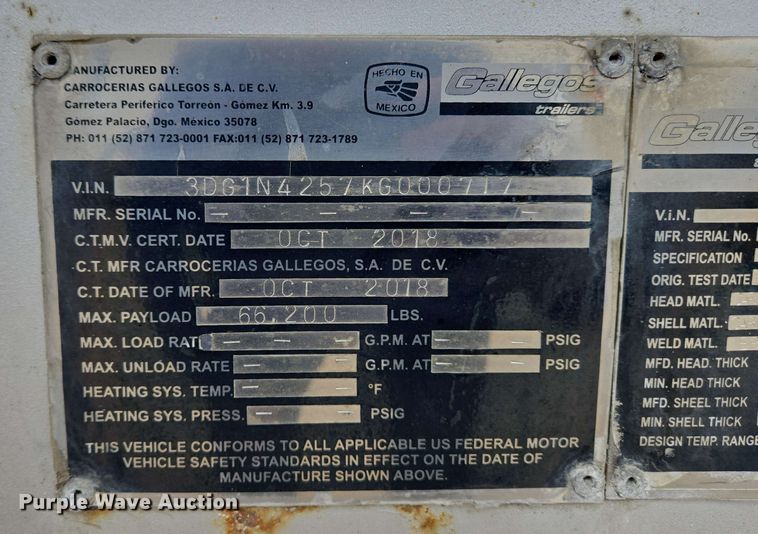 MANUFACTURED BY:
CARROCERIAS GALLEGOS S.A. DE C.V.
Carretera Periferico Torreón - Gómez Km. 3.9
Gómez Palacio, Dgo. México 35078
PH: 011 (52) 871 723-0001 FAX:011 (52) 871 723-1789
HECHO EN
MEXICO
Gallegos
trailers
V.I.N. 3DG1N4257KG000717
MFR. SERIAL No. - - - -
C.T.M.V. CERT. DATE OCT 2018
C.T. MFR CARROCERIAS GALLEGOS, S.A. DE C.V.
C.T. DATE OF MFR. OCT 2018
MAX. PAYLOAD 66,200 LBS.
MAX. LOAD RATE - - - G.P.M. AT - - PSIG
MAX. UNLOAD RATE - - - G.P.M. AT - - PSIG
HEATING SYS. TEMP. - - - °F
HEATING SYS. PRESS. - - PSIG
THIS VEHICLE CONFORMS TO ALL APPLICABLE US FEDERAL MOTOR
VEHICLE SAFETY STANDARDS IN EFFECT ON THE DATE OF
MANUFACTURE SHOWN ABOVE.
Galle
V.I.N.
MFR. SERIAL No.
SPECIFICATION
ORIG. TEST DATE
HEAD MATL.
SHELL MATL.
WELD MATL.
MFD. HEAD. THICK
MIN. HEAD THICK
MFD. SHEEL THICK
MIN. SHELL THICK
DESIGN TEMP. RANGE
Purple Wave Auction